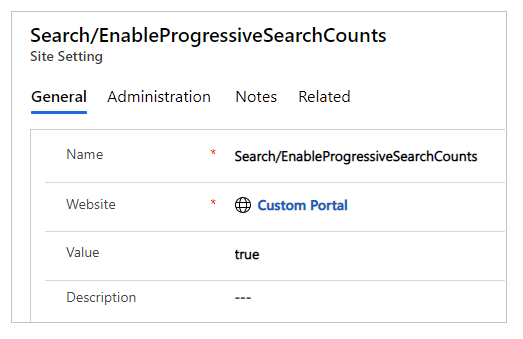 Search/EnableProgressiveSearchCounts
Site Setting
General Administration Notes Related
Name * Search/EnableProgressiveSearchCounts
Website * Custom Portal
Value true
Description ---